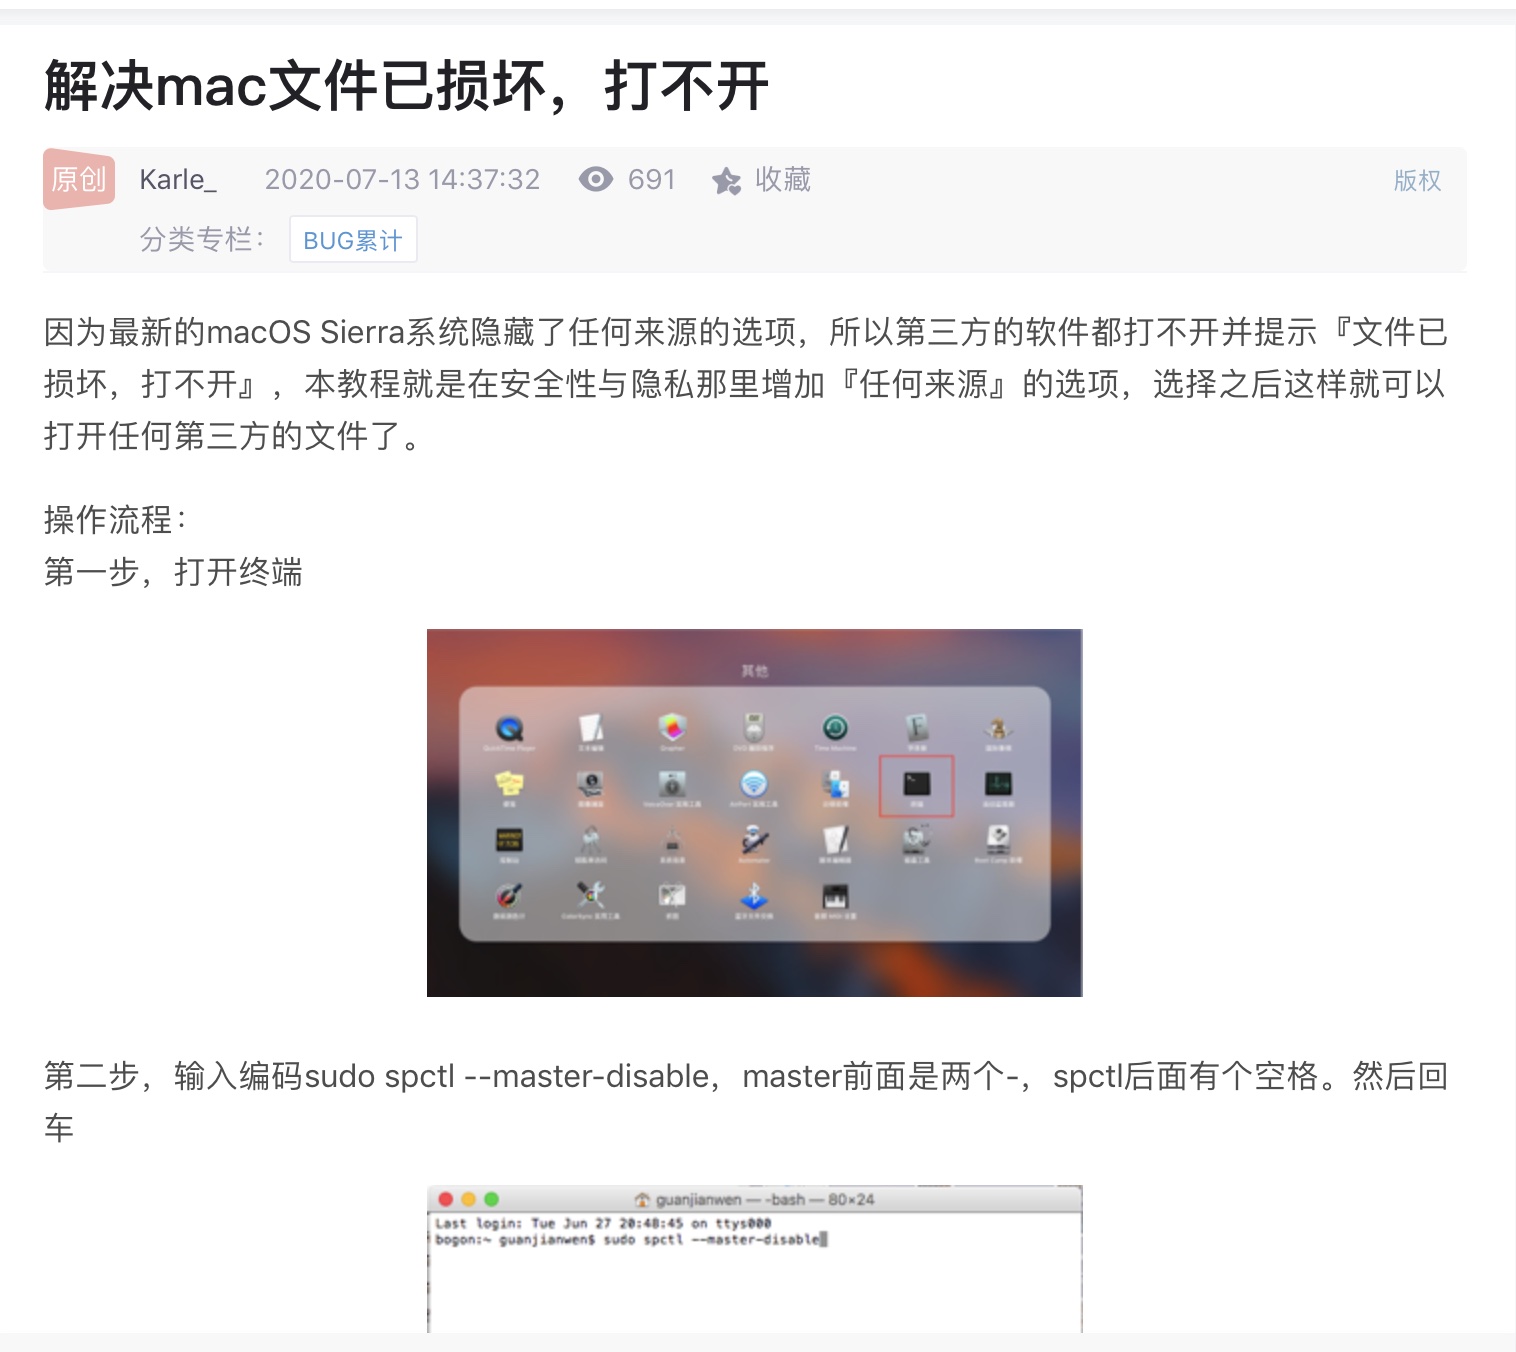 解决mac文件已损坏，打不开
原创 Karle_ 2020-07-13 14:37:32 691 收藏 版权
分类专栏： BUG累计
因为最新的macOS Sierra系统隐藏了任何来源的选项，所以第三方的软件都打不开并提示『文件已
损坏，打不开』，本教程就是在安全性与隐私那里增加『任何来源』的选项，选择之后这样就可以
打开任何第三方的文件了。
操作流程：
第一步，打开终端
其他
QuickTime Player Grapher Time Machine
Automator
第二步，输入编码sudo spctl --master-disable，master前面是两个-，spctl后面有个空格。然后回
车
guanjianwen — -bash — 80×24
Last login: Tue Jun 27 20:48:45 on ttys000
bogon:~ guanjianwen$ sudo spctl --master-disable